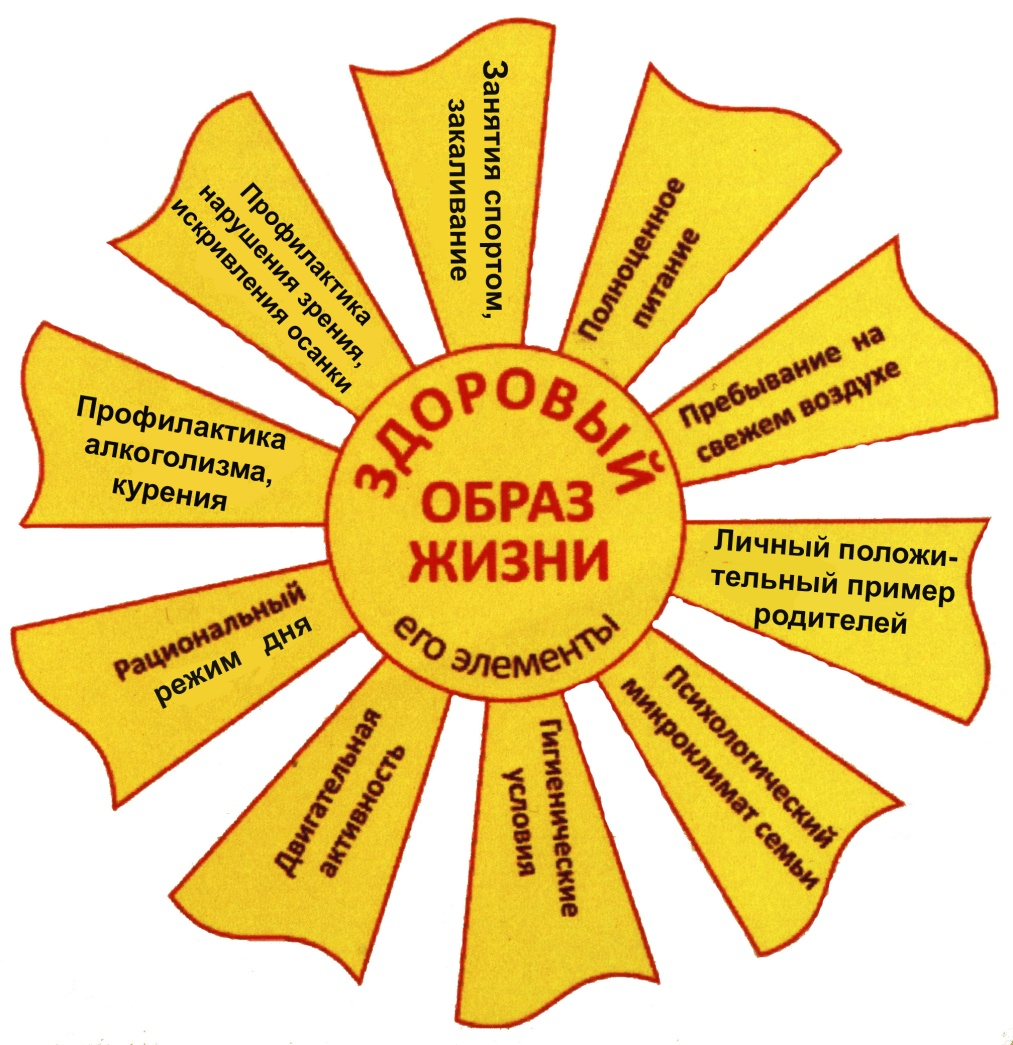 ЗДОРОВЫЙ
ОБРАЗ
ЖИЗНИ
его элементы
Занятия спортом,
закаливание
Полноценное
питание
Пребывание на
свежем воздухе
Личный положи-
тельный пример
родителей
Психологический
микроклимат семьи
Гигиенические
условия
Двигательная
активность
Рациональный
режим дня
Профилактика
алкоголизма,
курения
Профилактика
нарушения зрения,
искривления осанки